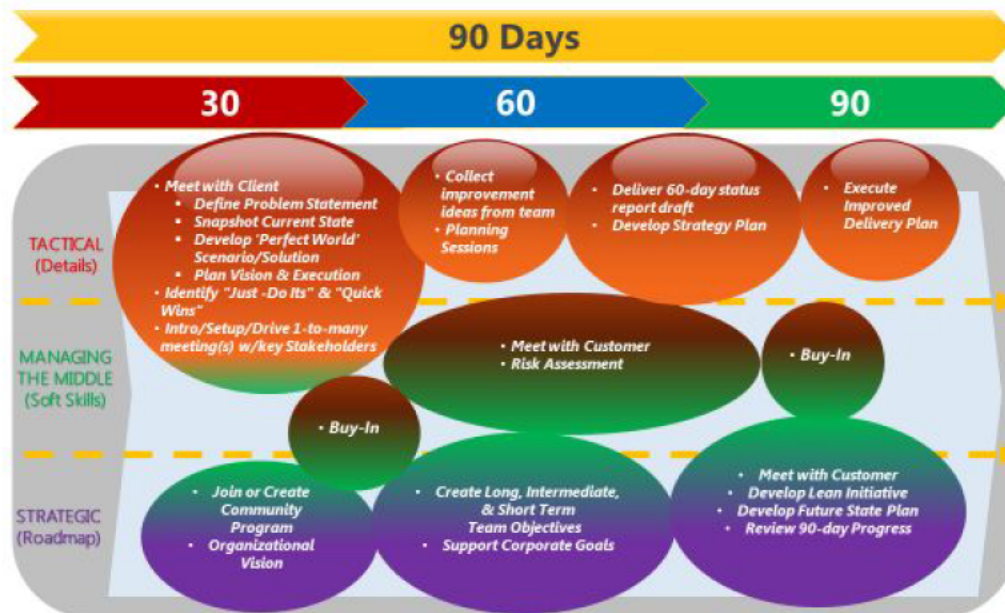 90 Days
30
60
90
TACTICAL
(Details)
• Meet with Client
▪ Define Problem Statement
▪ Snapshot Current State
▪ Develop 'Perfect World'
Scenario/Solution
▪ Plan Vision & Execution
• Identify "Just -Do Its" & "Quick
Wins"
• Intro/Setup/Drive 1-to-many
meeting(s) w/key Stakeholders
• Collect
improvement
ideas from team
• Planning
Sessions
• Deliver 60-day status
report draft
• Develop Strategy Plan
• Execute
Improved
Delivery Plan
MANAGING
THE MIDDLE
(Soft Skills)
• Buy-In
• Meet with Customer
• Risk Assessment
• Buy-In
STRATEGIC
(Roadmap)
• Join or Create
Community
Program
• Organizational
Vision
• Create Long, Intermediate,
& Short Term
Team Objectives
• Support Corporate Goals
• Meet with Customer
• Develop Lean Initiative
• Develop Future State Plan
• Review 90-day Progress